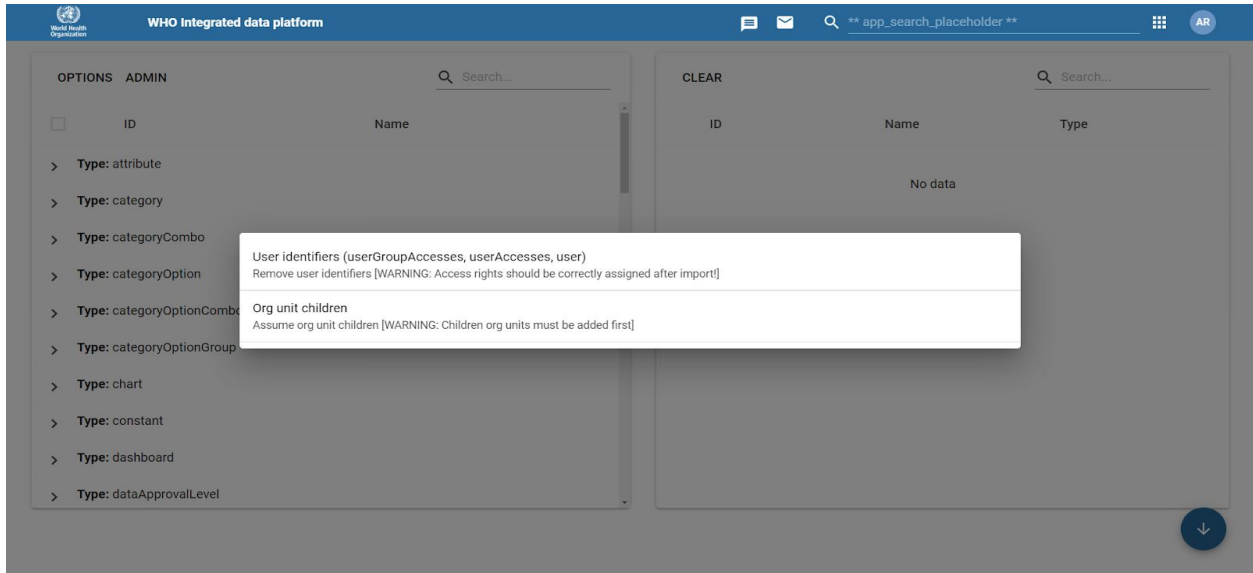 World Health
Organization
WHO Integrated data platform
** app_search_placeholder **
AR
OPTIONS ADMIN
Search...
ID Name
Type: attribute
Type: category
Type: categoryCombo
Type: categoryOption
Type: categoryOptionCombo
Type: categoryOptionGroup
Type: chart
Type: constant
Type: dashboard
Type: dataApprovalLevel
CLEAR
Search...
ID Name Type
No data
User identifiers (userGroupAccesses, userAccesses, user)
Remove user identifiers [WARNING: Access rights should be correctly assigned after import!]
Org unit children
Assume org unit children [WARNING: Children org units must be added first]